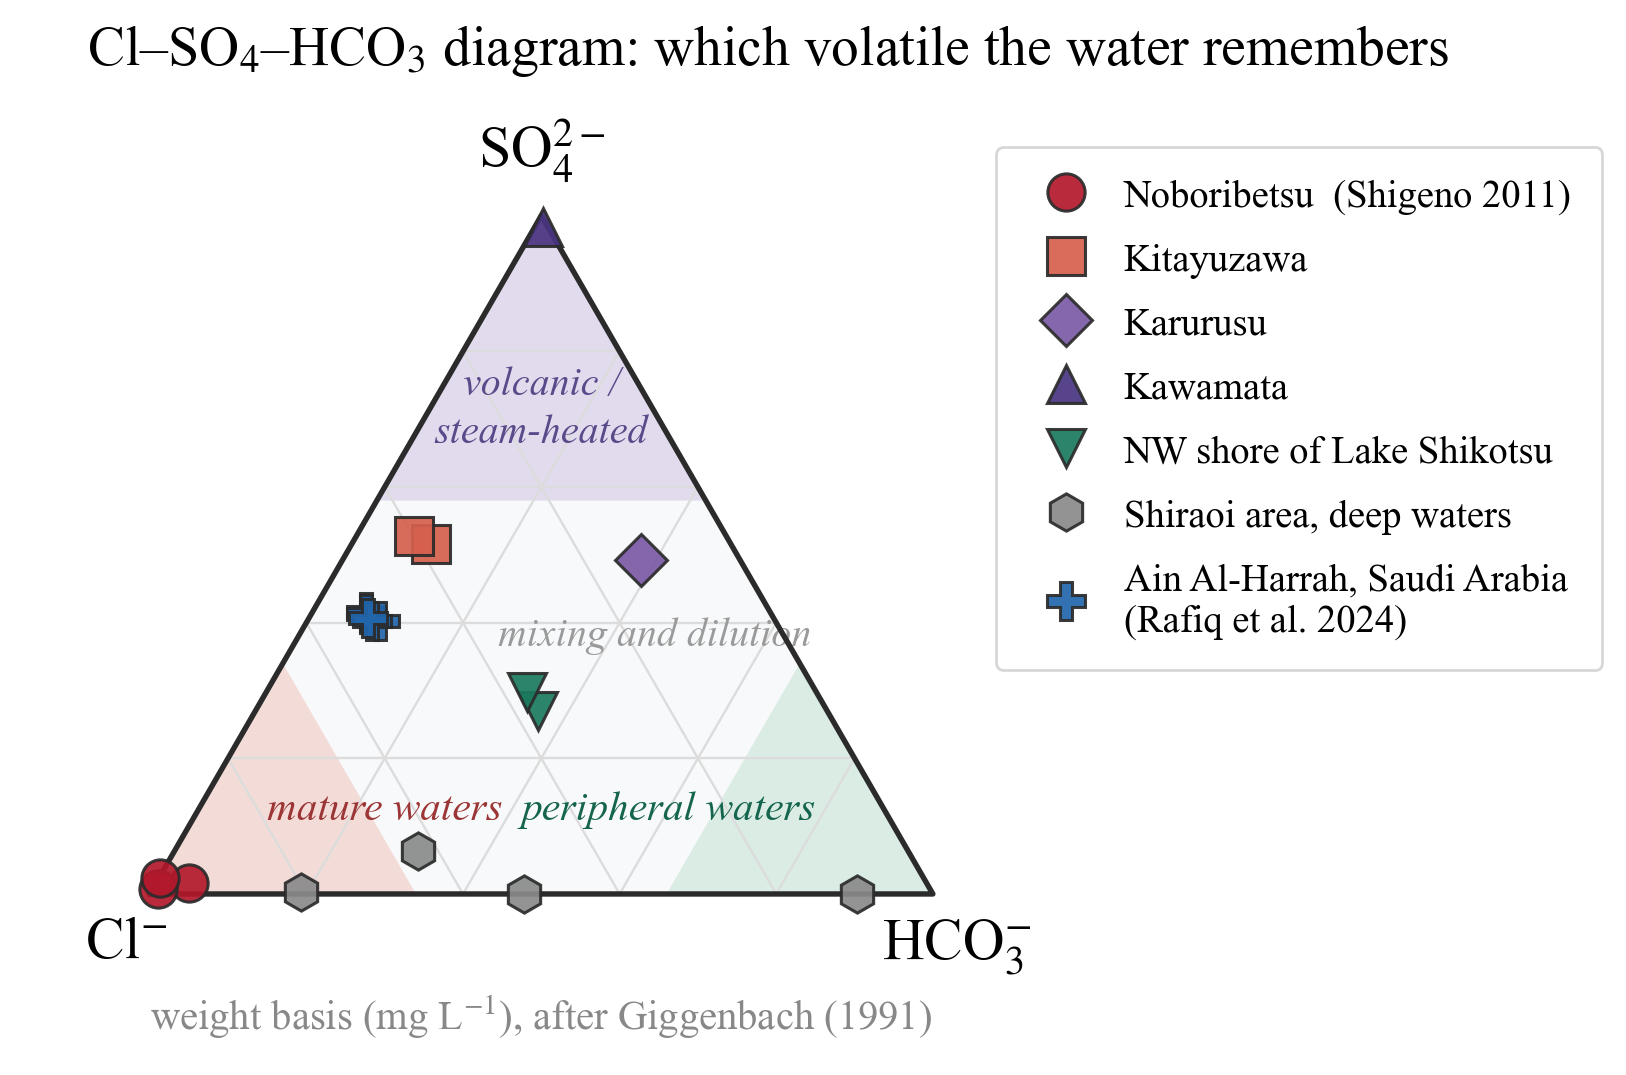 Cl–SO₄–HCO₃ diagram: which volatile the water remembers
SO₄²⁻
Noboribetsu (Shigeno 2011)
Kitayuzawa
Karurusu
Kawamata
NW shore of Lake Shikotsu
Shiraoi area, deep waters
Ain Al-Harrah, Saudi Arabia
(Rafiq et al. 2024)
volcanic /
steam-heated
mixing and dilution
mature waters
peripheral waters
Cl⁻
HCO₃⁻
weight basis (mg L⁻¹), after Giggenbach (1991)